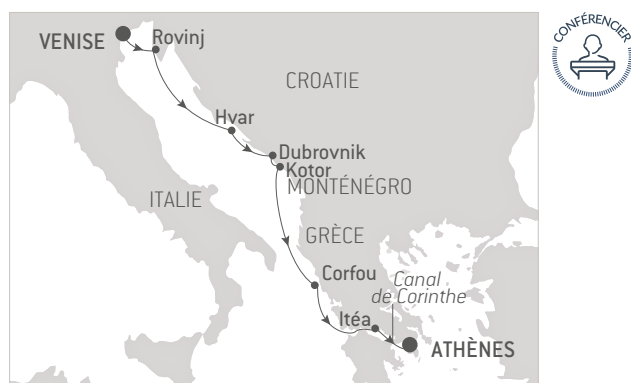 CONFÉRENCIER
VENISE
Rovinj
CROATIE
Hvar
Dubrovnik
Kotor
MONTÉNÉGRO
ITALIE
GRÈCE
Corfou
Canal
de Corinthe
Itéa
ATHÈNES